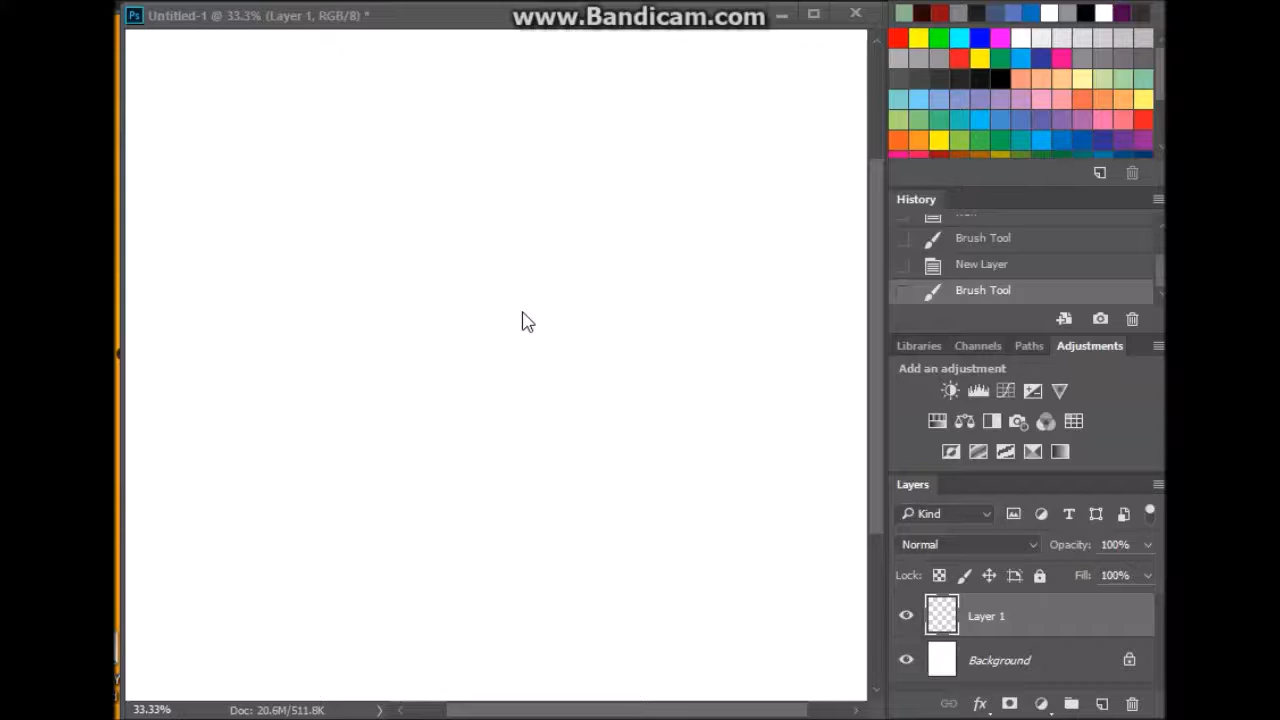 Untitled-1 @ 33.3% (Layer 1, RGB/8) *
www.Bandicam.com
History
Brush Tool
New Layer
Brush Tool
Libraries Channels Paths Adjustments
Add an adjustment
Layers
Kind
Normal Opacity: 100%
Lock: Fill: 100%
Layer 1
Background
33.33% Doc: 20.6M/511.8K